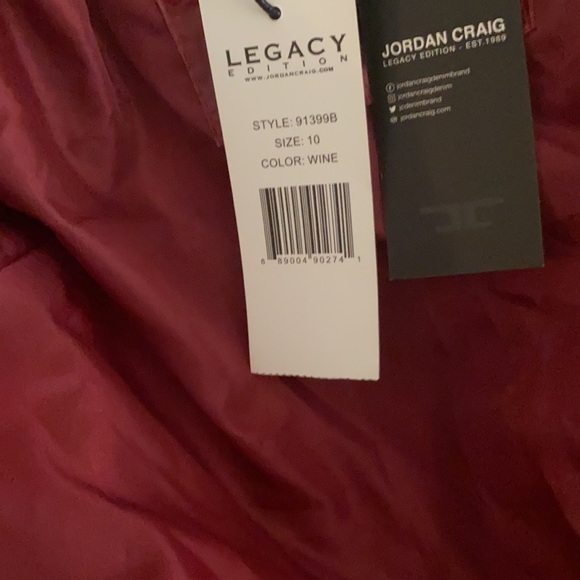 LEGACY
EDITION
WWW.JORDANCRAIG.COM
STYLE: 91399B
SIZE: 10
COLOR: WINE
6 89004 90274 1
JORDAN CRAIG
LEGACY EDITION - EST.1989
jordancraigdenimbrand
jordancraigdenim
jcdenimbrand
jordancraig.com